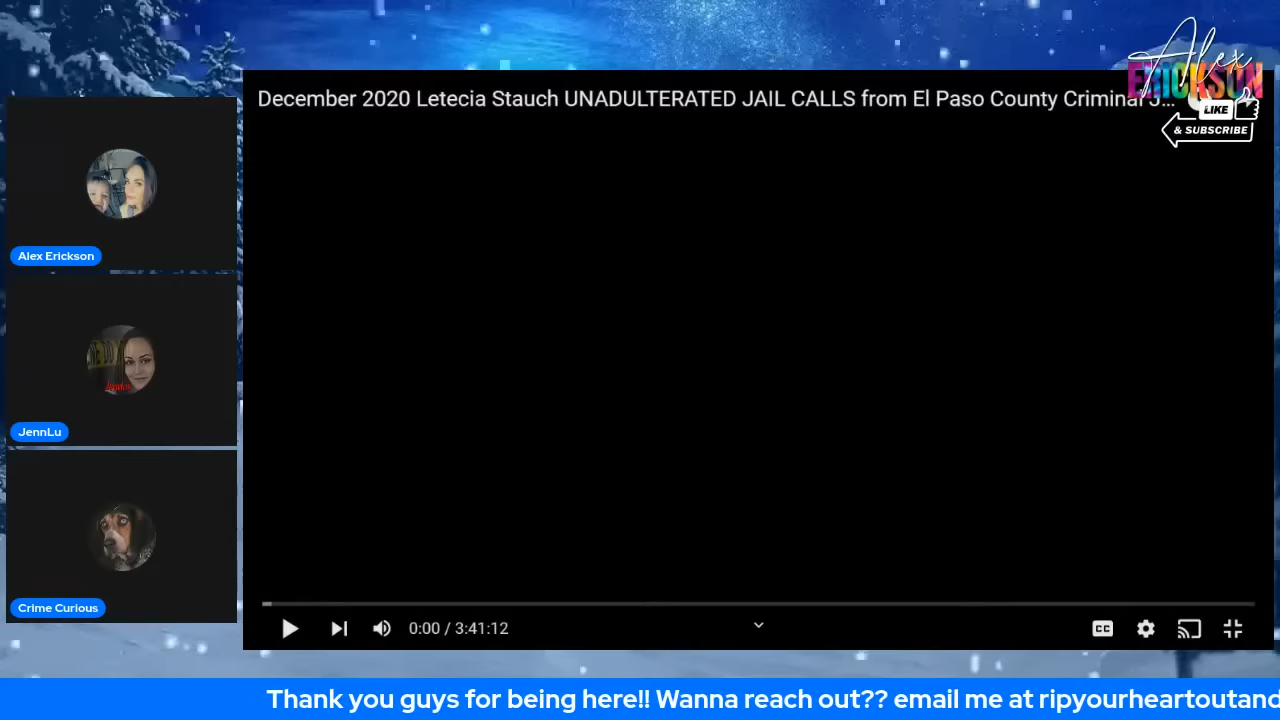 Alex
ERICKSON
LIKE
& SUBSCRIBE
December 2020 Letecia Stauch UNADULTERATED JAIL CALLS from El Paso County Criminal J...
Alex Erickson
JennLu
Crime Curious
0:00 / 3:41:12
CC
Thank you guys for being here!! Wanna reach out?? email me at ripyourheartoutand